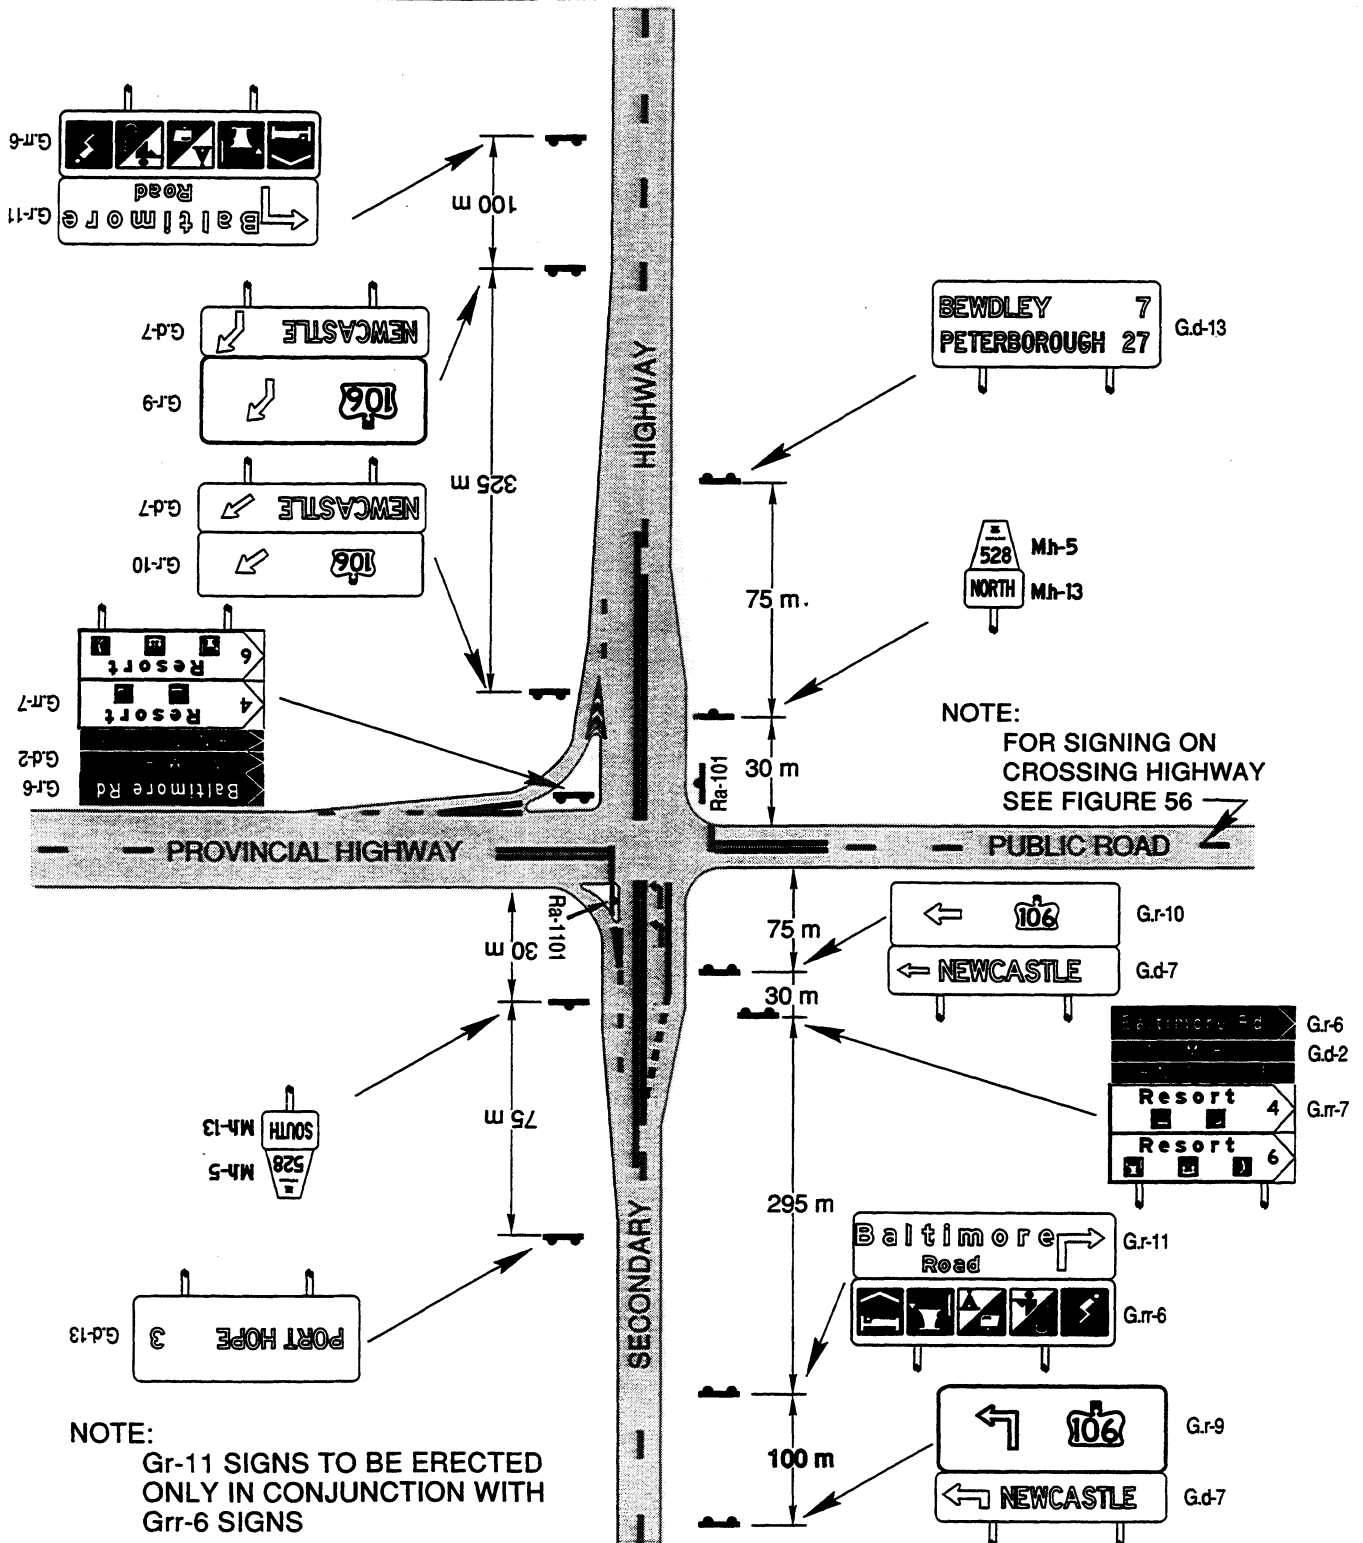 G.rr-6
G.r-11
Baltimore
Road
100 m
G.d-7
NEWCASTLE
G.r-9
106
325 m
G.d-7
NEWCASTLE
G.r-10
106
6
Resort
G.rr-7
4
Resort
G.d-2
G.r-6
Baltimore Rd
HIGHWAY
BEWDLEY 7
PETERBOROUGH 27
G.d-13
528
M.h-5
NORTH
M.h-13
75 m.
30 m
Ra-101
NOTE:
FOR SIGNING ON
CROSSING HIGHWAY
SEE FIGURE 56
PROVINCIAL HIGHWAY
PUBLIC ROAD
Ra-1101
30 m
75 m
106
G.r-10
NEWCASTLE
G.d-7
75 m
30 m
Baltimore Rd
G.r-6
G.d-2
Resort
4
G.rr-7
Resort
6
M.h-13
SOUTH
M.h-5
528
295 m
SECONDARY
Baltimore
Road
G.r-11
G.rr-6
G.d-13
PORT HOPE 3
106
G.r-9
100 m
NEWCASTLE
G.d-7
NOTE:
Gr-11 SIGNS TO BE ERECTED
ONLY IN CONJUNCTION WITH
Grr-6 SIGNS